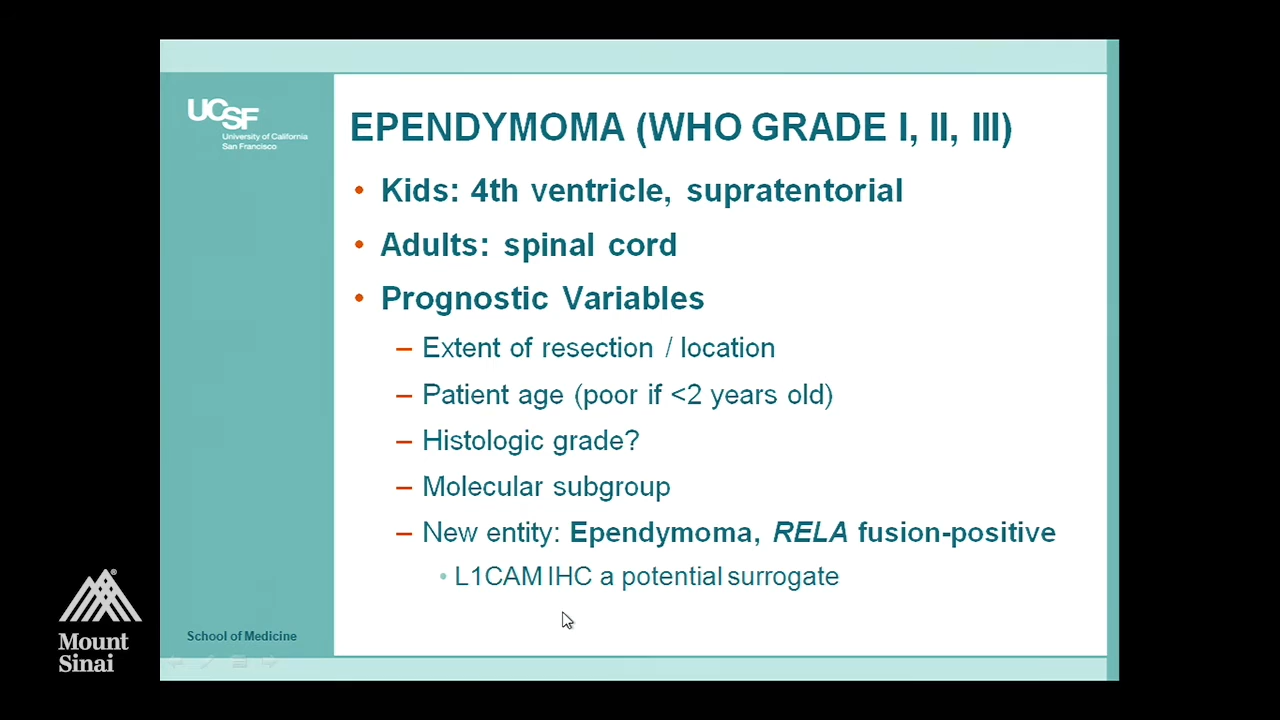 UCSF
University of California
San Francisco
EPENDYMOMA (WHO GRADE I, II, III)
• Kids: 4th ventricle, supratentorial
• Adults: spinal cord
• Prognostic Variables
– Extent of resection / location
– Patient age (poor if <2 years old)
– Histologic grade?
– Molecular subgroup
– New entity: Ependymoma, RELA fusion-positive
• L1CAM IHC a potential surrogate
School of Medicine
®
Mount
Sinai